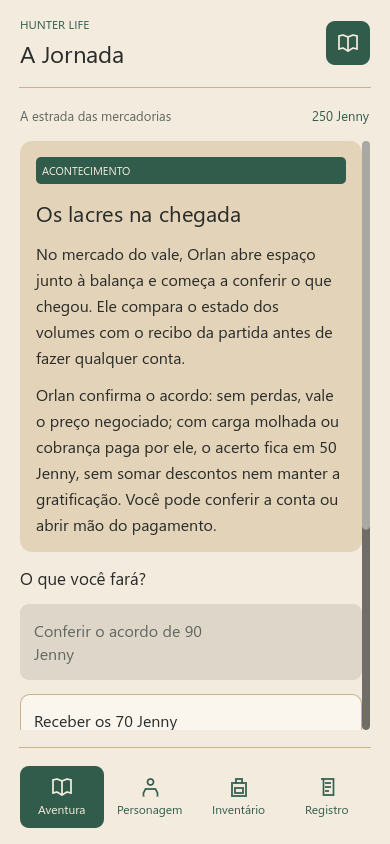 HUNTER LIFE
A Jornada
A estrada das mercadorias
250 Jenny
ACONTECIMENTO
Os lacres na chegada
No mercado do vale, Orlan abre espaço
junto à balança e começa a conferir o que
chegou. Ele compara o estado dos
volumes com o recibo da partida antes de
fazer qualquer conta.
Orlan confirma o acordo: sem perdas, vale
o preço negociado; com carga molhada ou
cobrança paga por ele, o acerto fica em 50
Jenny, sem somar descontos nem manter a
gratificação. Você pode conferir a conta ou
abrir mão do pagamento.
O que você fará?
Conferir o acordo de 90
Jenny
Receber os 70 Jenny
Aventura
Personagem
Inventário
Registro